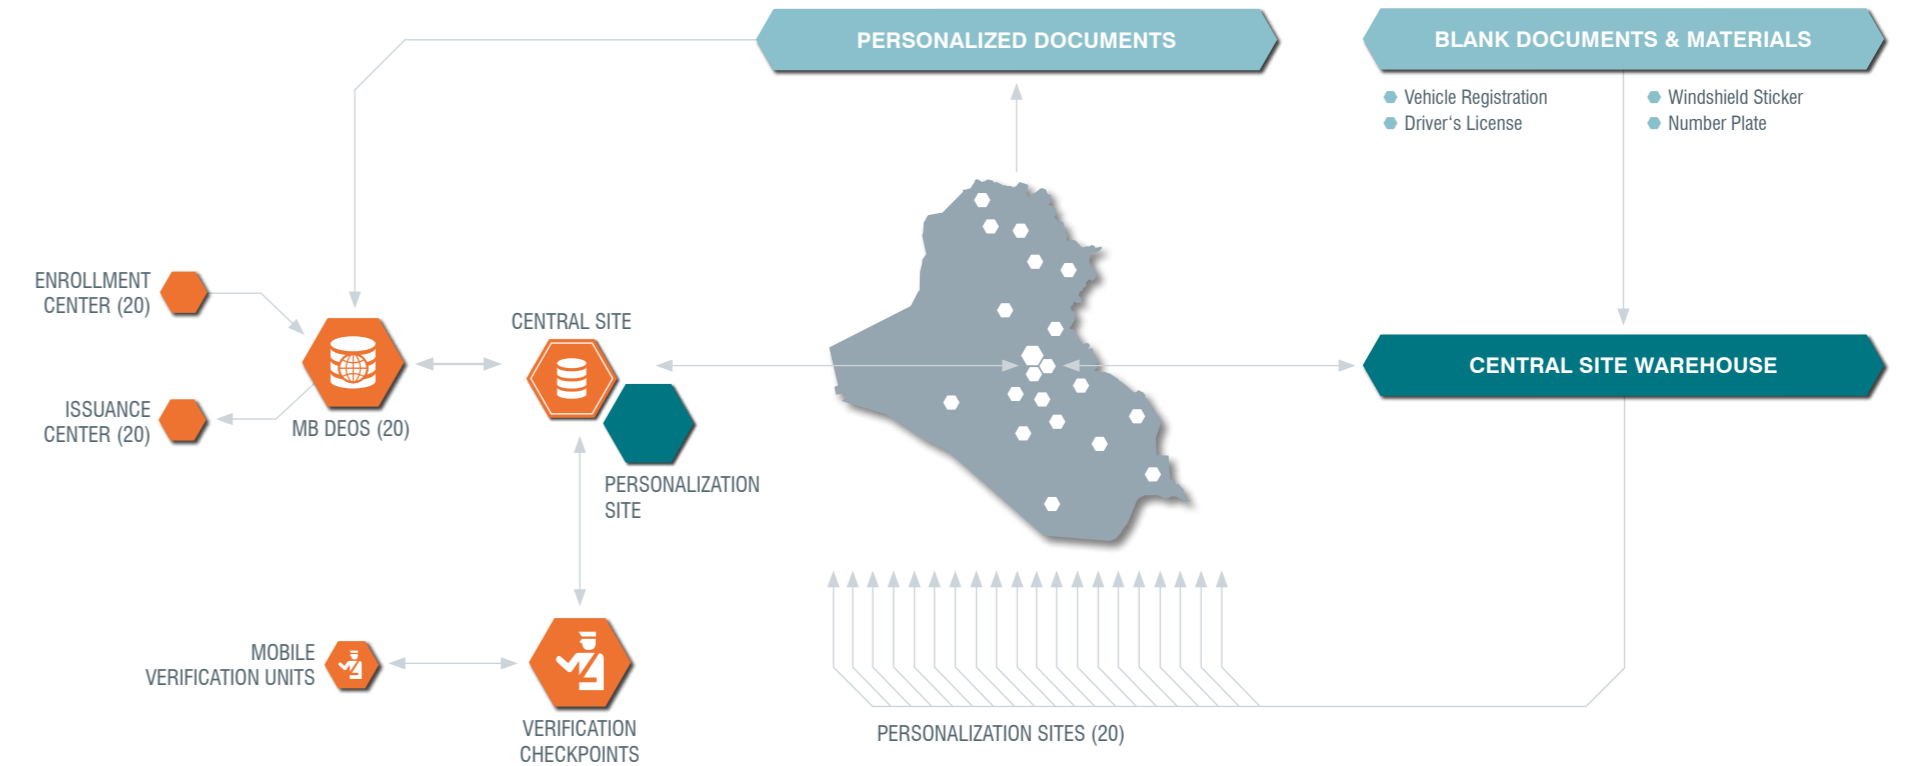 PERSONALIZED DOCUMENTS
BLANK DOCUMENTS & MATERIALS
Vehicle Registration
Driver‘s License
Windshield Sticker
Number Plate
ENROLLMENT
CENTER (20)
ISSUANCE
CENTER (20)
MB DEOS (20)
CENTRAL SITE
PERSONALIZATION
SITE
CENTRAL SITE WAREHOUSE
MOBILE
VERIFICATION UNITS
VERIFICATION
CHECKPOINTS
PERSONALIZATION SITES (20)